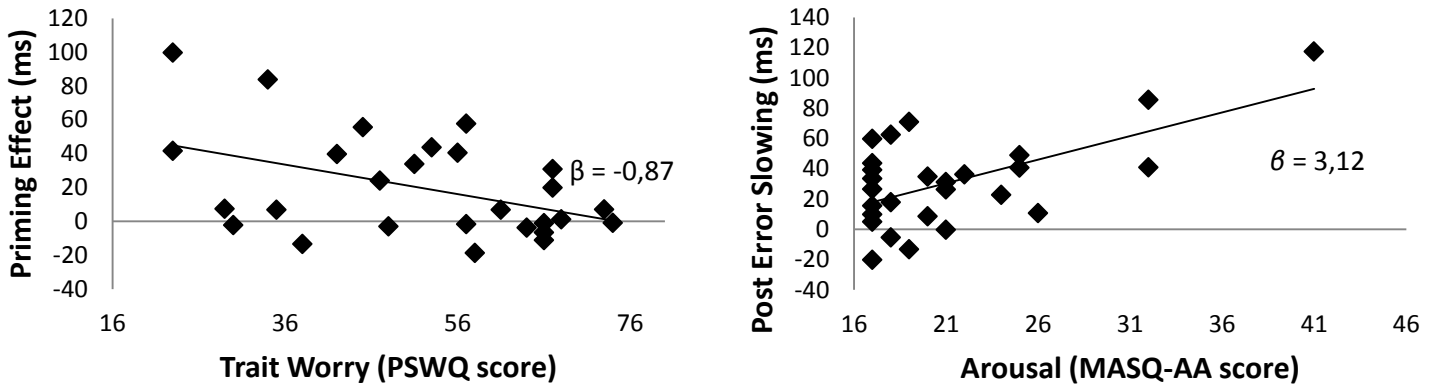 Priming Effect (ms)
120
100
80
60
40
20
0
-20
-40
β = -0,87
16 36 56 76
Trait Worry (PSWQ score)
Post Error Slowing (ms)
140
120
100
80
60
40
20
0
-20
-40
β = 3,12
16 21 26 31 36 41 46
Arousal (MASQ-AA score)